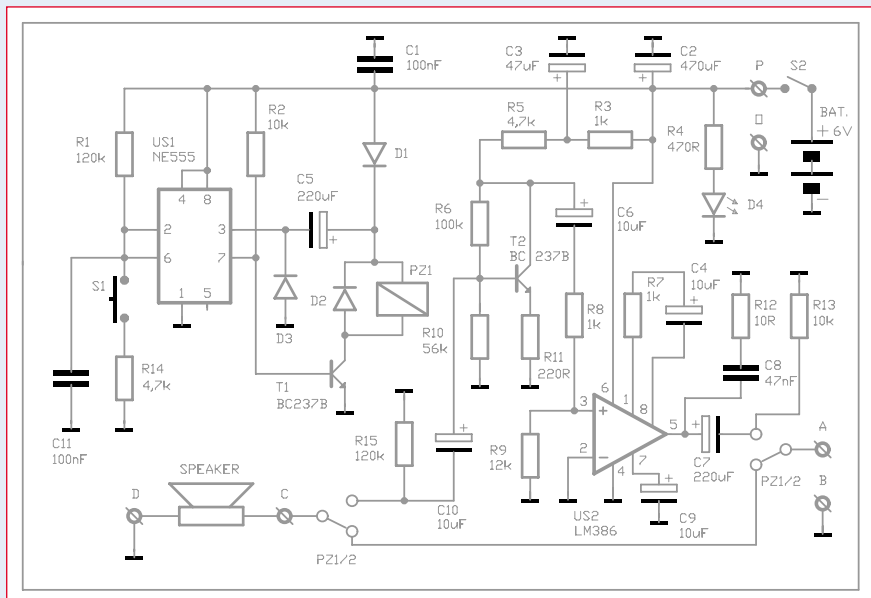 C1
100nF
C3
47uF
C2
470uF
P
S2
R1
120k
US1
NE555
R2
10k
R5
4,7k
R3
1k
R4
470R
BAT.
+ 6V
D1
C5
220uF
4
8
2
3
6
7
1
5
+
+
+
D4
–
R6
100k
T2
BC 237B
+
C6
10uF
S1
D2
PZ1
D3
R10
56k
R8
1k
R7
1k
C4
10uF
+
R12
10R
R13
10k
R14
4,7k
T1
BC237B
R11
220R
C8
47nF
6
1
8
3
+
2
–
5
+
7
4
C11
100nF
R15
120k
+
R9
12k
C7
220uF
A
PZ1/2
B
SPEAKER
D
C
C10
10uF
+
US2
LM386
C9
10uF
PZ1/2